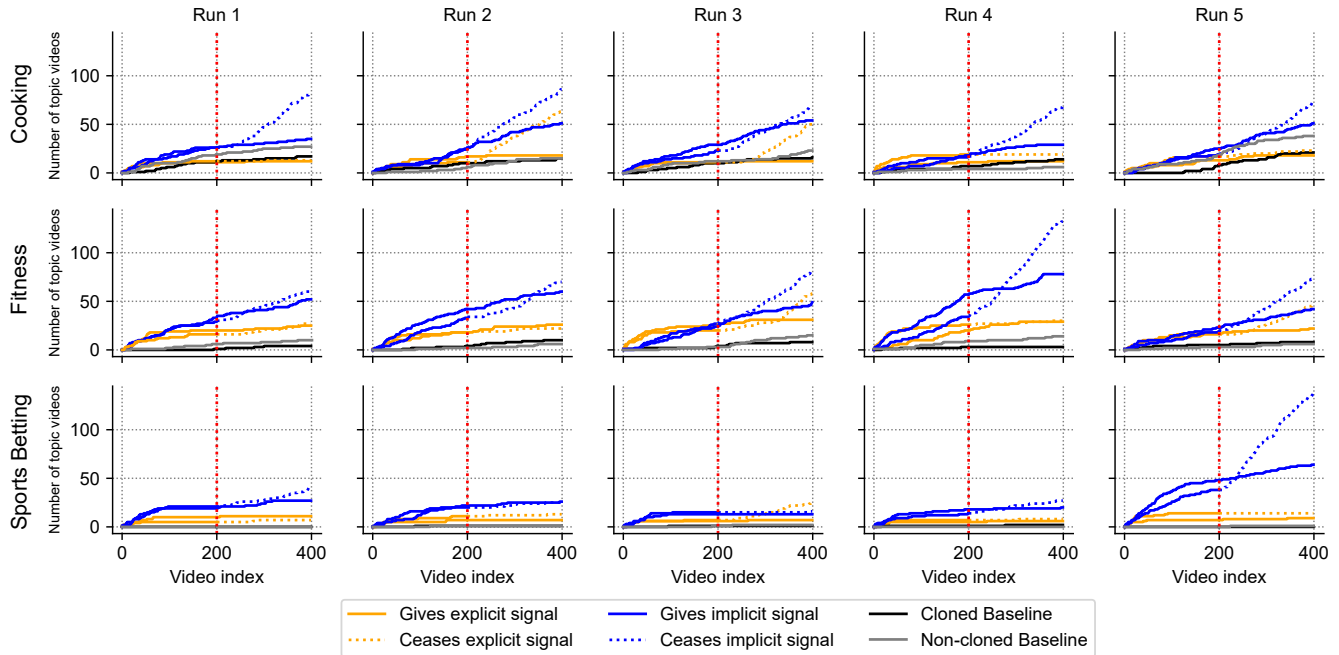 Run 1 Run 2 Run 3 Run 4 Run 5
Cooking
Number of topic videos
100
50
0
Fitness
Number of topic videos
100
50
0
Sports Betting
Number of topic videos
100
50
0
0 200 400 0 200 400 0 200 400 0 200 400 0 200 400
Video index Video index Video index Video index Video index
Gives explicit signal Gives implicit signal Cloned Baseline
Ceases explicit signal Ceases implicit signal Non-cloned Baseline